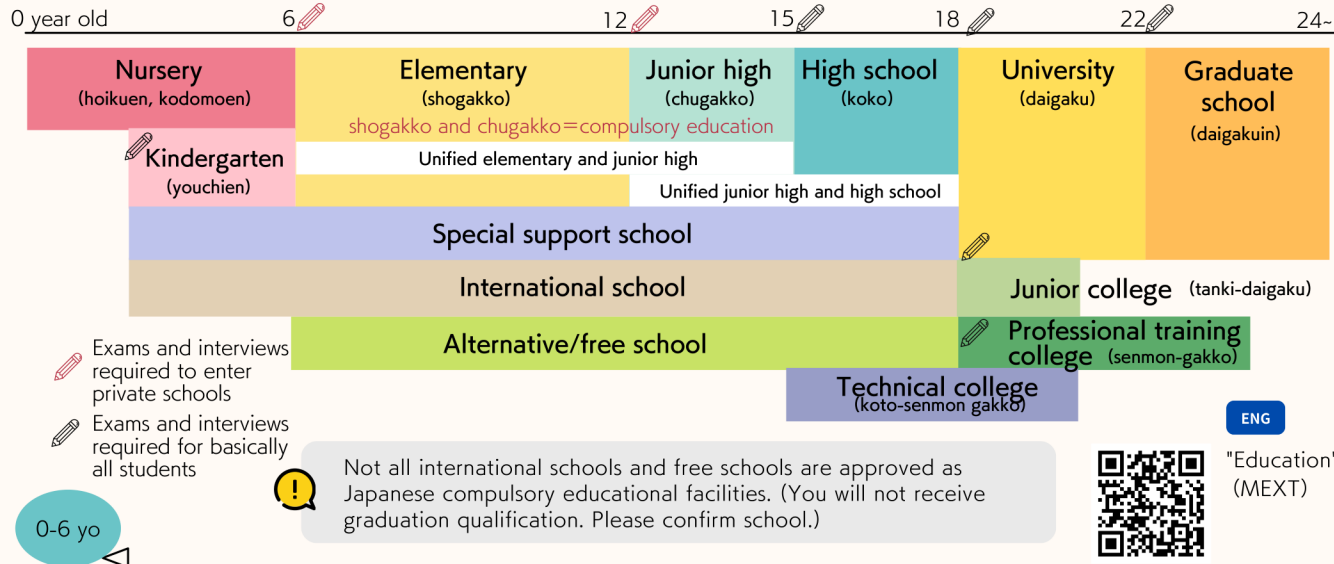 0 year old 6 12 15 18 22 24~
Nursery
(hoikuen, kodomoen)
Elementary
(shogakko)
Junior high
(chugakko)
shogakko and chugakko=compulsory education
High school
(koko)
University
(daigaku)
Graduate
school
(daigakuin)
Kindergarten
(youchien)
Unified elementary and junior high
Unified junior high and high school
Special support school
International school
Junior college (tanki-daigaku)
Alternative/free school
Professional training
college (senmon-gakko)
Technical college
(koto-senmon gakko)
Exams and interviews
required to enter
private schools
Exams and interviews
required for basically
all students
Not all international schools and free schools are approved as
Japanese compulsory educational facilities. (You will not receive
graduation qualification. Please confirm school.)
ENG
"Education"
(MEXT)
0-6 yo